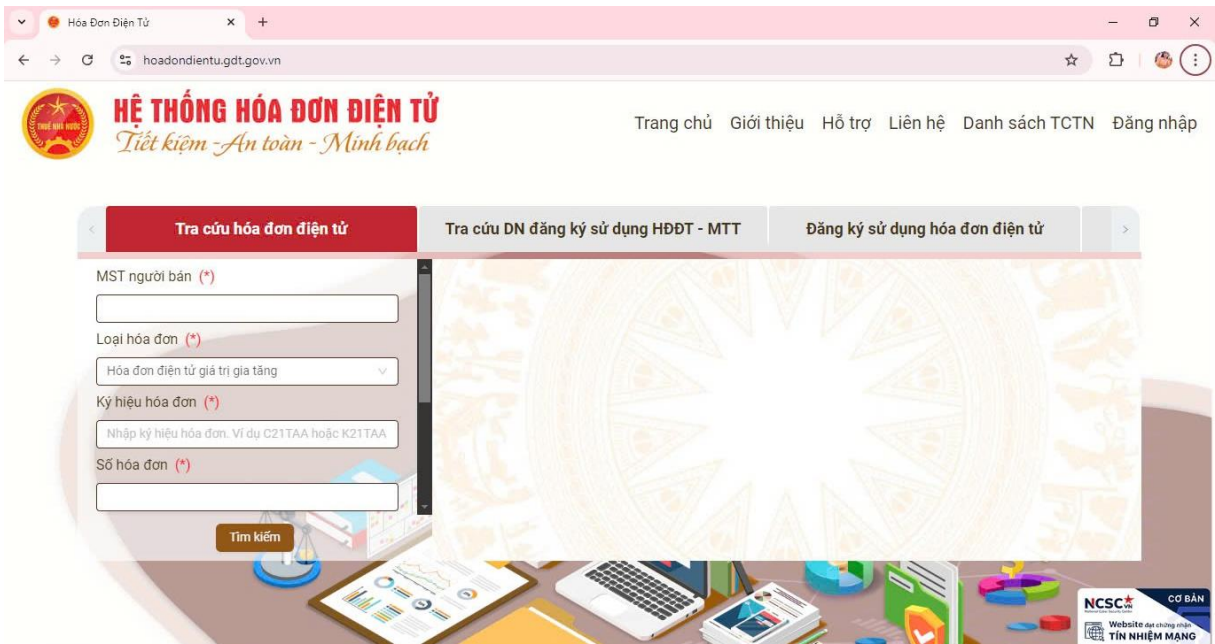 Hóa Đơn Điện Tử
hoadondientu.gdt.gov.vn
THUẾ NHÀ NƯỚC
HỆ THỐNG HÓA ĐƠN ĐIỆN TỬ
Tiết kiệm - An toàn - Minh bạch
Trang chủ Giới thiệu Hỗ trợ Liên hệ Danh sách TCTN Đăng nhập
Tra cứu hóa đơn điện tử Tra cứu DN đăng ký sử dụng HĐĐT - MTT Đăng ký sử dụng hóa đơn điện tử
MST người bán (*)
Loại hóa đơn (*)
Hóa đơn điện tử giá trị gia tăng
Ký hiệu hóa đơn (*)
Nhập ký hiệu hóa đơn. Ví dụ C21TAA hoặc K21TAA
Số hóa đơn (*)
Tìm kiếm
NCSC VN CƠ BẢN
Website đạt chứng nhận
TÍN NHIỆM MẠNG